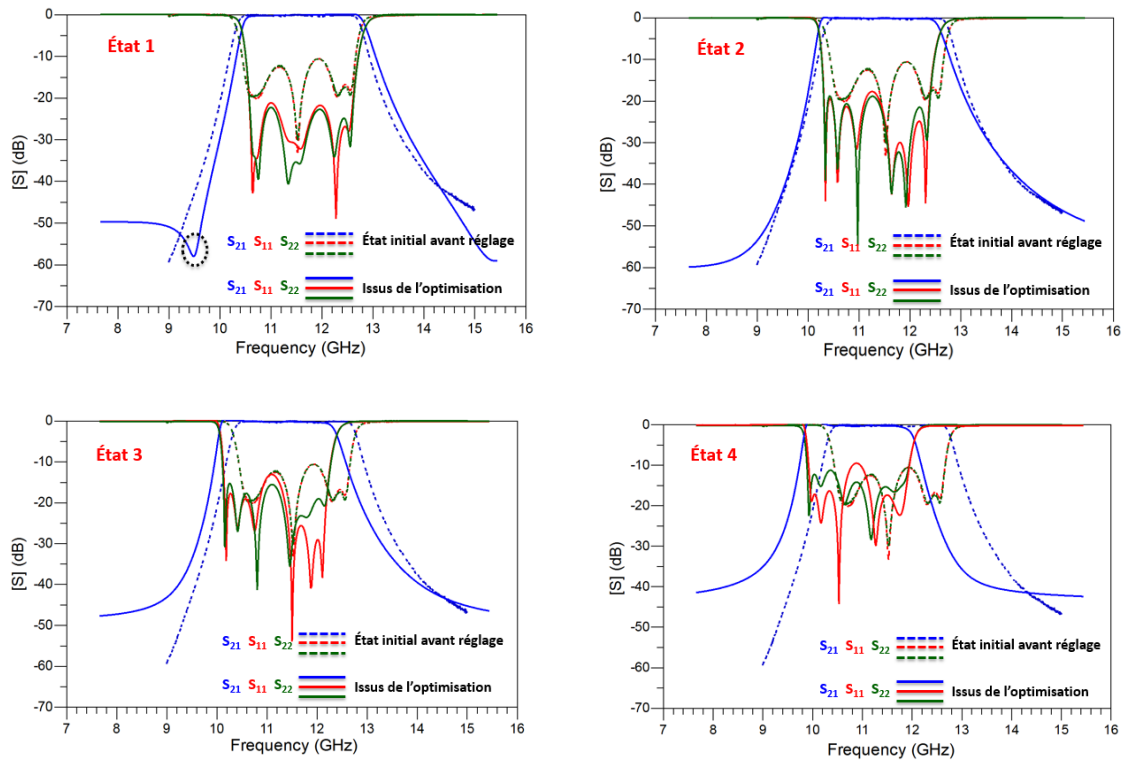 État 1
[S] (dB)
0
-10
-20
-30
-40
-50
-60
-70
S21 S11 S22 État initial avant réglage
S21 S11 S22 Issus de l'optimisation
7 8 9 10 11 12 13 14 15 16
Frequency (GHz)
État 2
[S] (dB)
0
-10
-20
-30
-40
-50
-60
-70
S21 S11 S22 État initial avant réglage
S21 S11 S22 Issus de l'optimisation
7 8 9 10 11 12 13 14 15 16
Frequency (GHz)
État 3
[S] (dB)
0
-10
-20
-30
-40
-50
-60
-70
S21 S11 S22 État initial avant réglage
S21 S11 S22 Issus de l'optimisation
7 8 9 10 11 12 13 14 15 16
Frequency (GHz)
État 4
[S] (dB)
0
-10
-20
-30
-40
-50
-60
-70
S21 S11 S22 État initial avant réglage
S21 S11 S22 Issus de l'optimisation
7 8 9 10 11 12 13 14 15 16
Frequency (GHz)